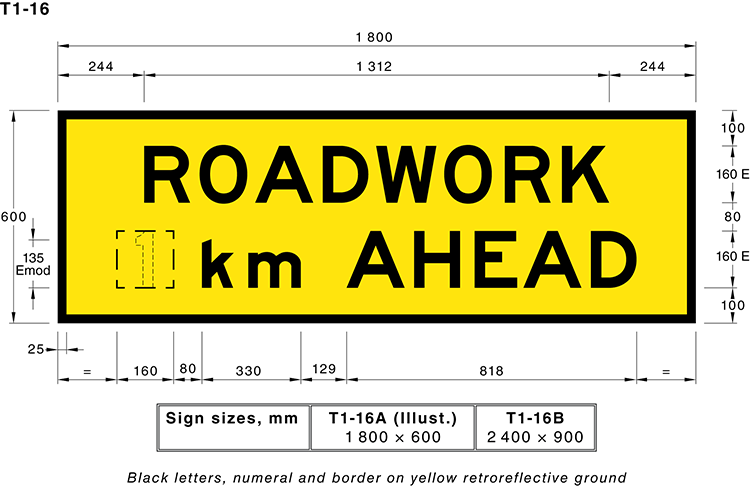 T1-16
1 800
244 1 312 244
ROADWORK
1 km AHEAD
600
135
Emod
100
160 E
80
160 E
100
25
= 160 80 330 129 818 =
Sign sizes, mm T1-16A (Illust.) T1-16B
1 800 × 600 2 400 × 900
Black letters, numeral and border on yellow retroreflective ground